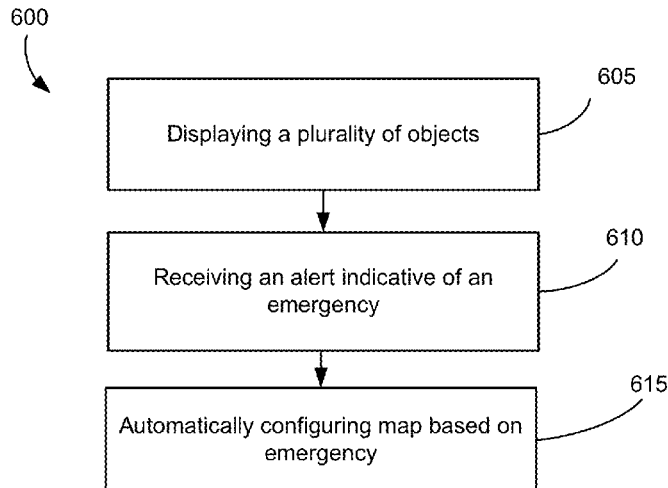 600
605
Displaying a plurality of objects
610
Receiving an alert indicative of an
emergency
615
Automatically configuring map based on
emergency